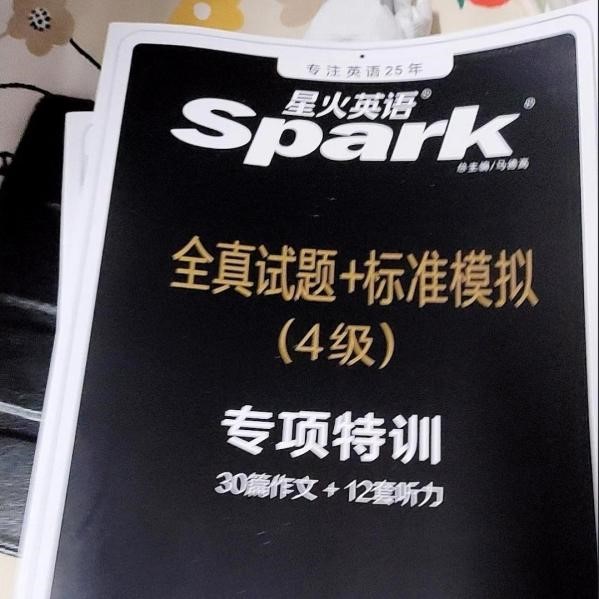 专注英语25年
星火英语®
Spark®
总主编/马德高
全真试题+标准模拟
(4级)
专项特训
30篇作文+12套听力